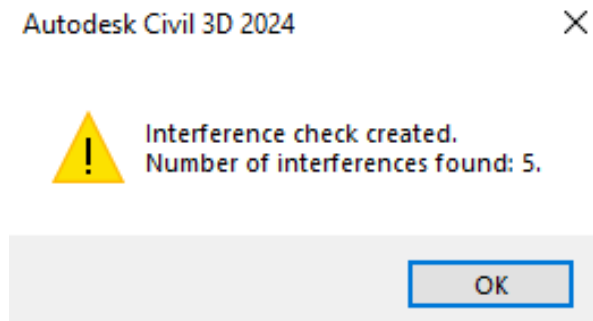 Autodesk Civil 3D 2024
Interference check created.
Number of interferences found: 5.
OK